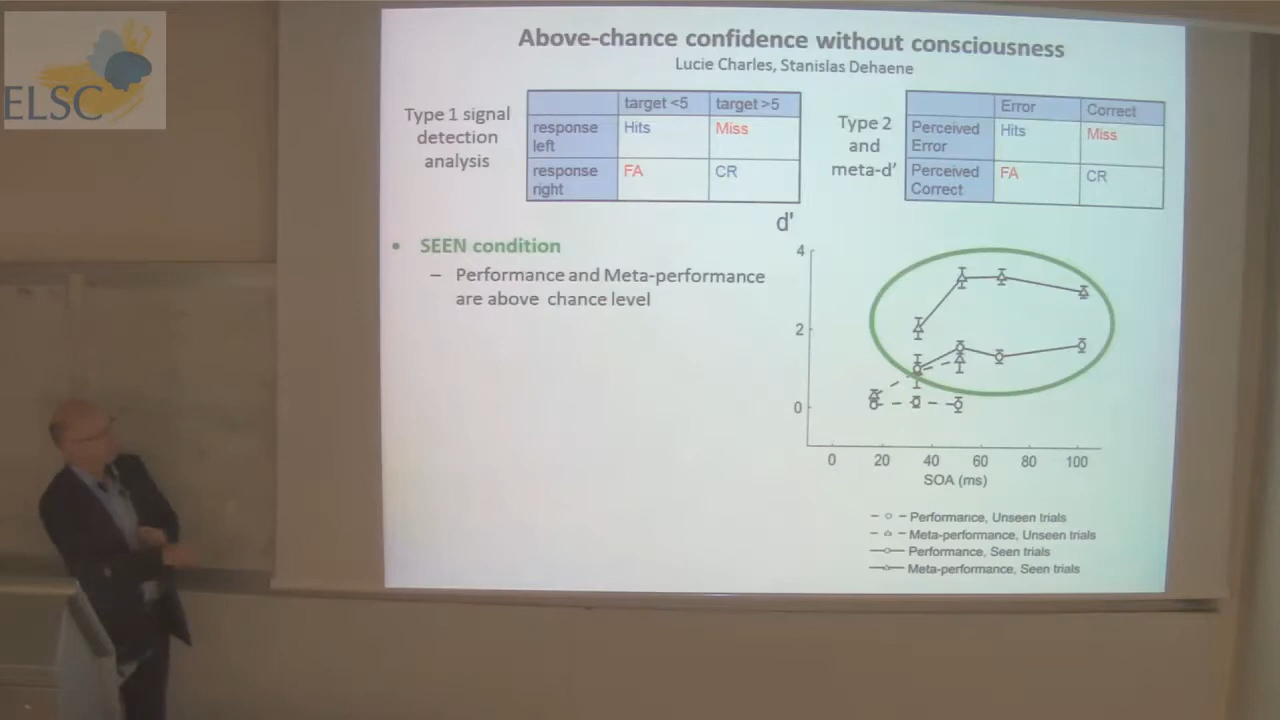 ELSC
Above-chance confidence without consciousness
Lucie Charles, Stanislas Dehaene
Type 1 signal
detection
analysis
target <5 target >5
response
left
Hits Miss
response
right
FA CR
Type 2
and
meta-d'
Error Correct
Perceived
Error
Hits Miss
Perceived
Correct
FA CR
• SEEN condition
– Performance and Meta-performance
are above chance level
d'
4
2
0
0 20 40 60 80 100
SOA (ms)
Performance, Unseen trials
Meta-performance, Unseen trials
Performance, Seen trials
Meta-performance, Seen trials